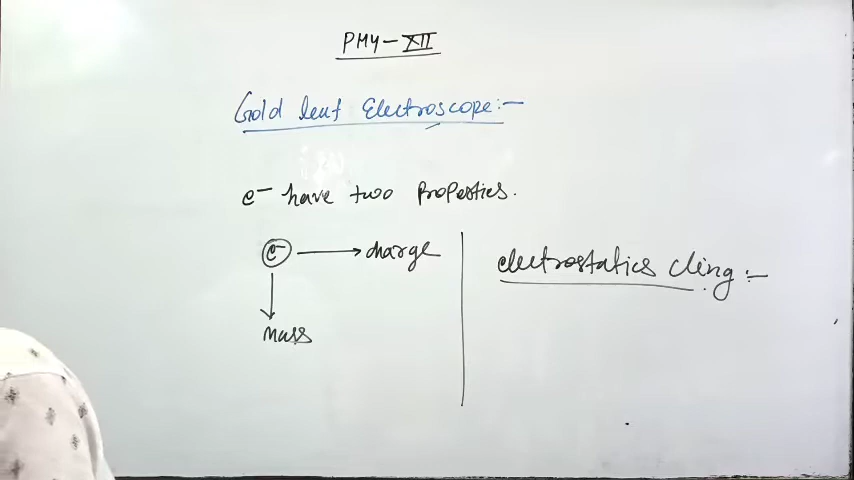 PHY-XII
Gold leaf Electroscope:-
e- have two Properties.
e- → charge
mass
electrostatics cling:-